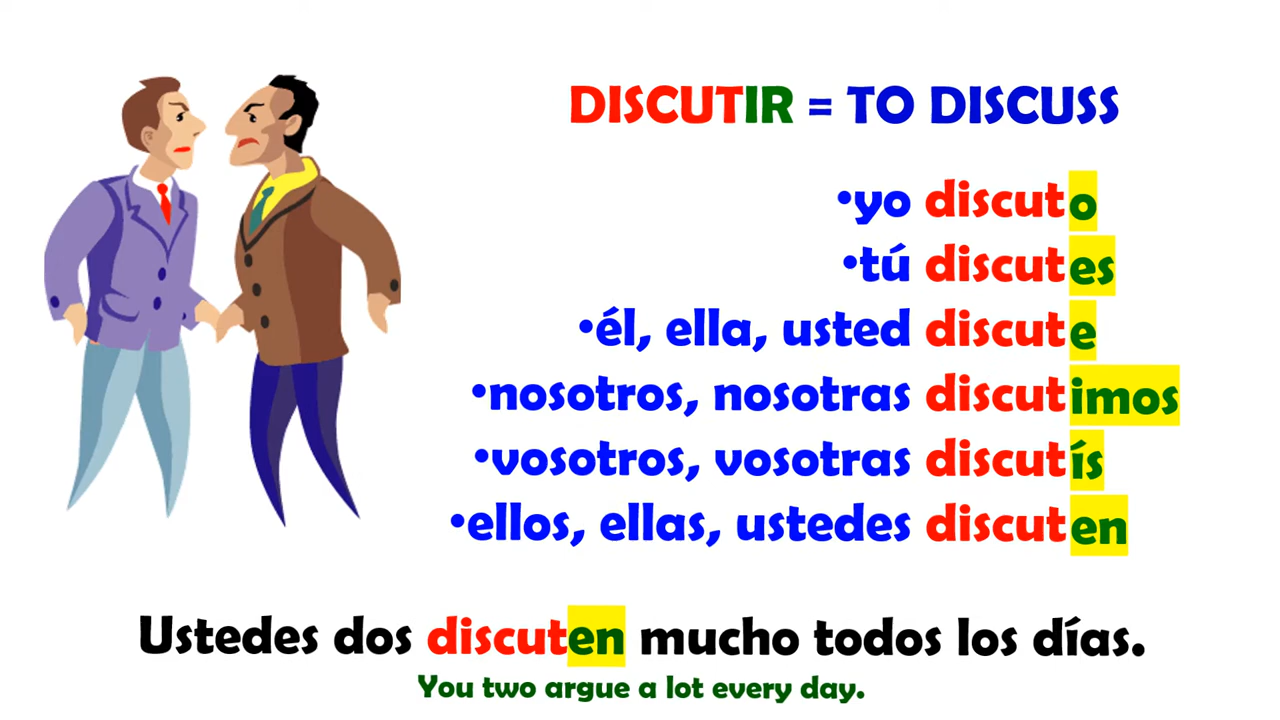 DISCUTIR = TO DISCUSS
•yo discuto
•tú discutes
•él, ella, usted discute
•nosotros, nosotras discutimos
•vosotros, vosotras discutís
•ellos, ellas, ustedes discuten
Ustedes dos discuten mucho todos los días.
You two argue a lot every day.